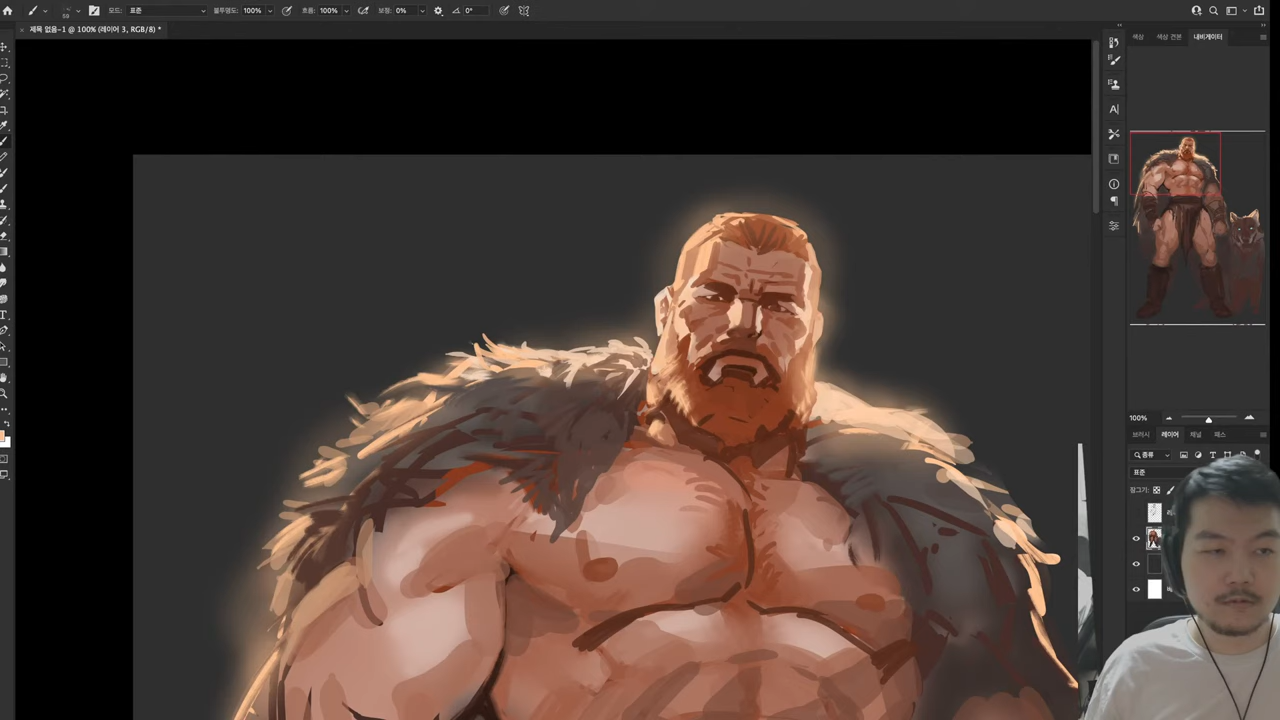 59 모드: 표준 불투명도: 100% 흐름: 100% 보정: 0% 0°
× 제목 없음-1 @ 100% (레이어 3, RGB/8) *
색상 색상 견본 내비게이터
100%
브러시 레이어 채널 패스
종류
표준
잠그기: